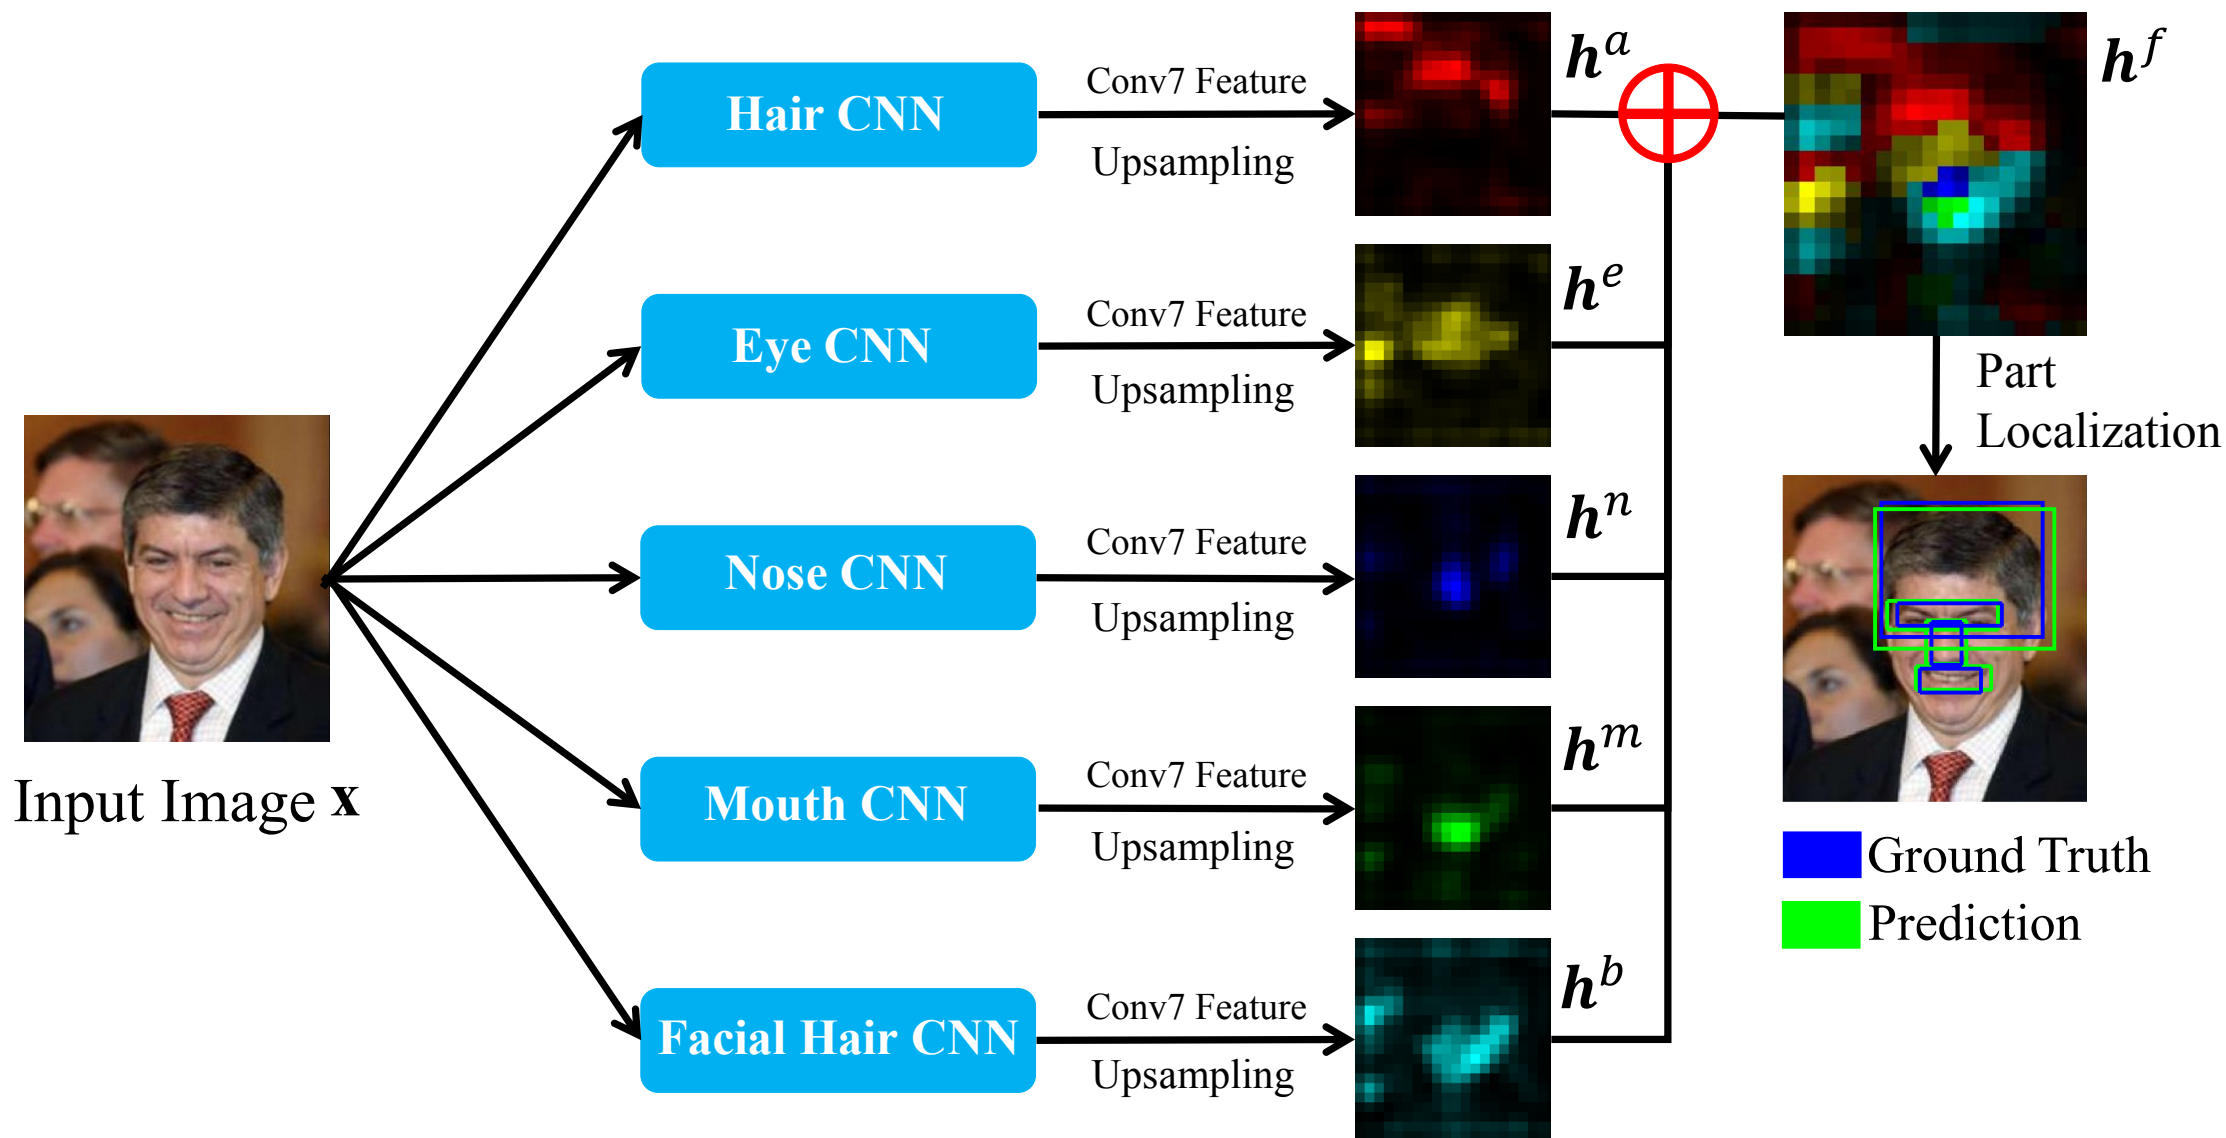 Hair CNN
Conv7 Feature
Upsampling
h^a
h^f
Eye CNN
Conv7 Feature
Upsampling
h^e
Part
Localization
Nose CNN
Conv7 Feature
Upsampling
h^n
Input Image x
Mouth CNN
Conv7 Feature
Upsampling
h^m
Ground Truth
Prediction
Facial Hair CNN
Conv7 Feature
Upsampling
h^b